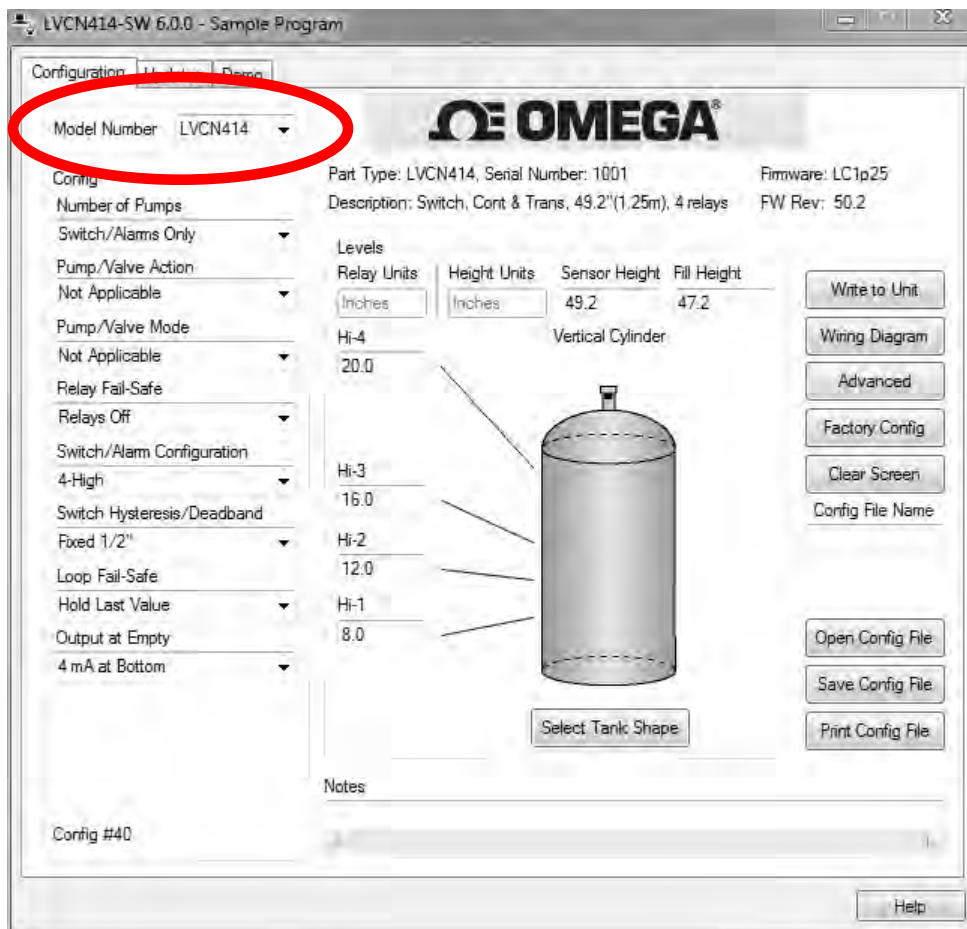 LVCN414-SW 6.0.0 - Sample Program
Configuration Demo
Model Number LVCN414
OMEGA®
Config
Part Type: LVCN414, Serial Number: 1001 Firmware: LC1p25
Description: Switch, Cont & Trans, 49.2"(1.25m), 4 relays FW Rev: 50.2
Number of Pumps
Switch/Alarms Only
Pump/Valve Action
Not Applicable
Pump/Valve Mode
Not Applicable
Relay Fail-Safe
Relays Off
Switch/Alarm Configuration
4-High
Switch Hysteresis/Deadband
Fixed 1/2"
Loop Fail-Safe
Hold Last Value
Output at Empty
4 mA at Bottom
Config #40
Levels
Relay Units Height Units Sensor Height Fill Height
Inches Inches 49.2 47.2
Vertical Cylinder
Hi-4
20.0
Hi-3
16.0
Hi-2
12.0
Hi-1
8.0
Select Tank Shape
Notes
Write to Unit
Wiring Diagram
Advanced
Factory Config
Clear Screen
Config File Name
Open Config File
Save Config File
Print Config File
Help